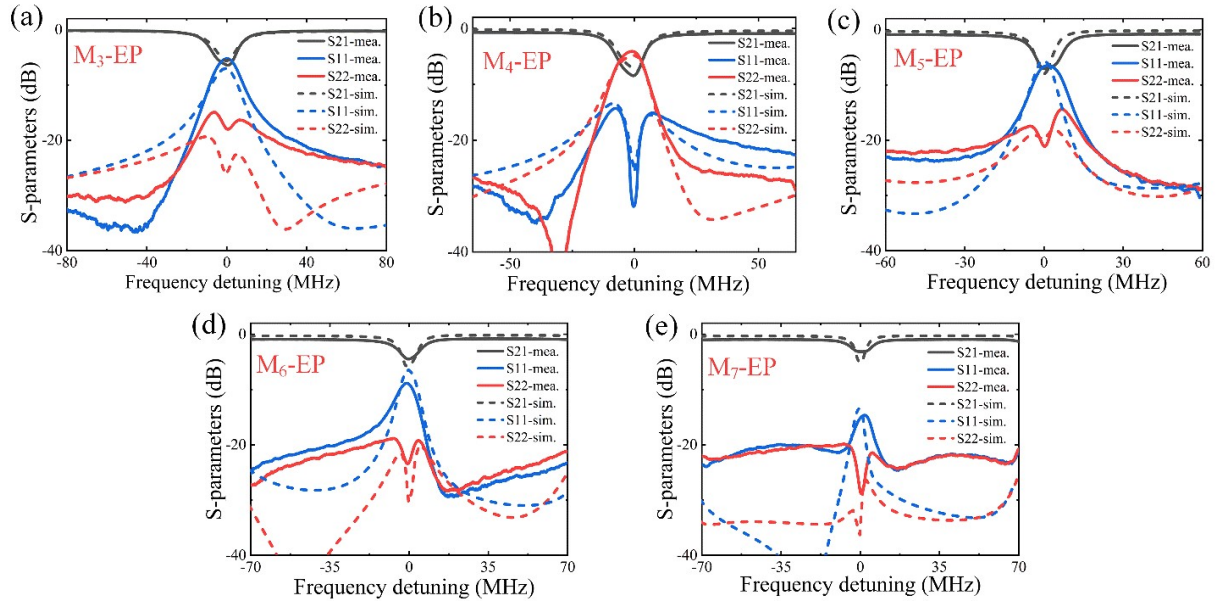 (a)
M3-EP
S21-mea.
S11-mea.
S22-mea.
S21-sim.
S11-sim.
S22-sim.
S-parameters (dB)
0
-20
-40
-80 -40 0 40 80
Frequency detuning (MHz)
(b)
M4-EP
S21-mea.
S11-mea.
S22-mea.
S21-sim.
S11-sim.
S22-sim.
S-parameters (dB)
0
-20
-40
-50 0 50
Frequency detuning (MHz)
(c)
M5-EP
S21-mea.
S11-mea.
S22-mea.
S21-sim.
S11-sim.
S22-sim.
S-parameters (dB)
0
-20
-40
-60 -30 0 30 60
Frequency detuning (MHz)
(d)
M6-EP
S21-mea.
S11-mea.
S22-mea.
S21-sim.
S11-sim.
S22-sim.
S-parameters (dB)
0
-20
-40
-70 -35 0 35 70
Frequency detuning (MHz)
(e)
M7-EP
S21-mea.
S11-mea.
S22-mea.
S21-sim.
S11-sim.
S22-sim.
S-parameters (dB)
0
-20
-40
-70 -35 0 35 70
Frequency detuning (MHz)